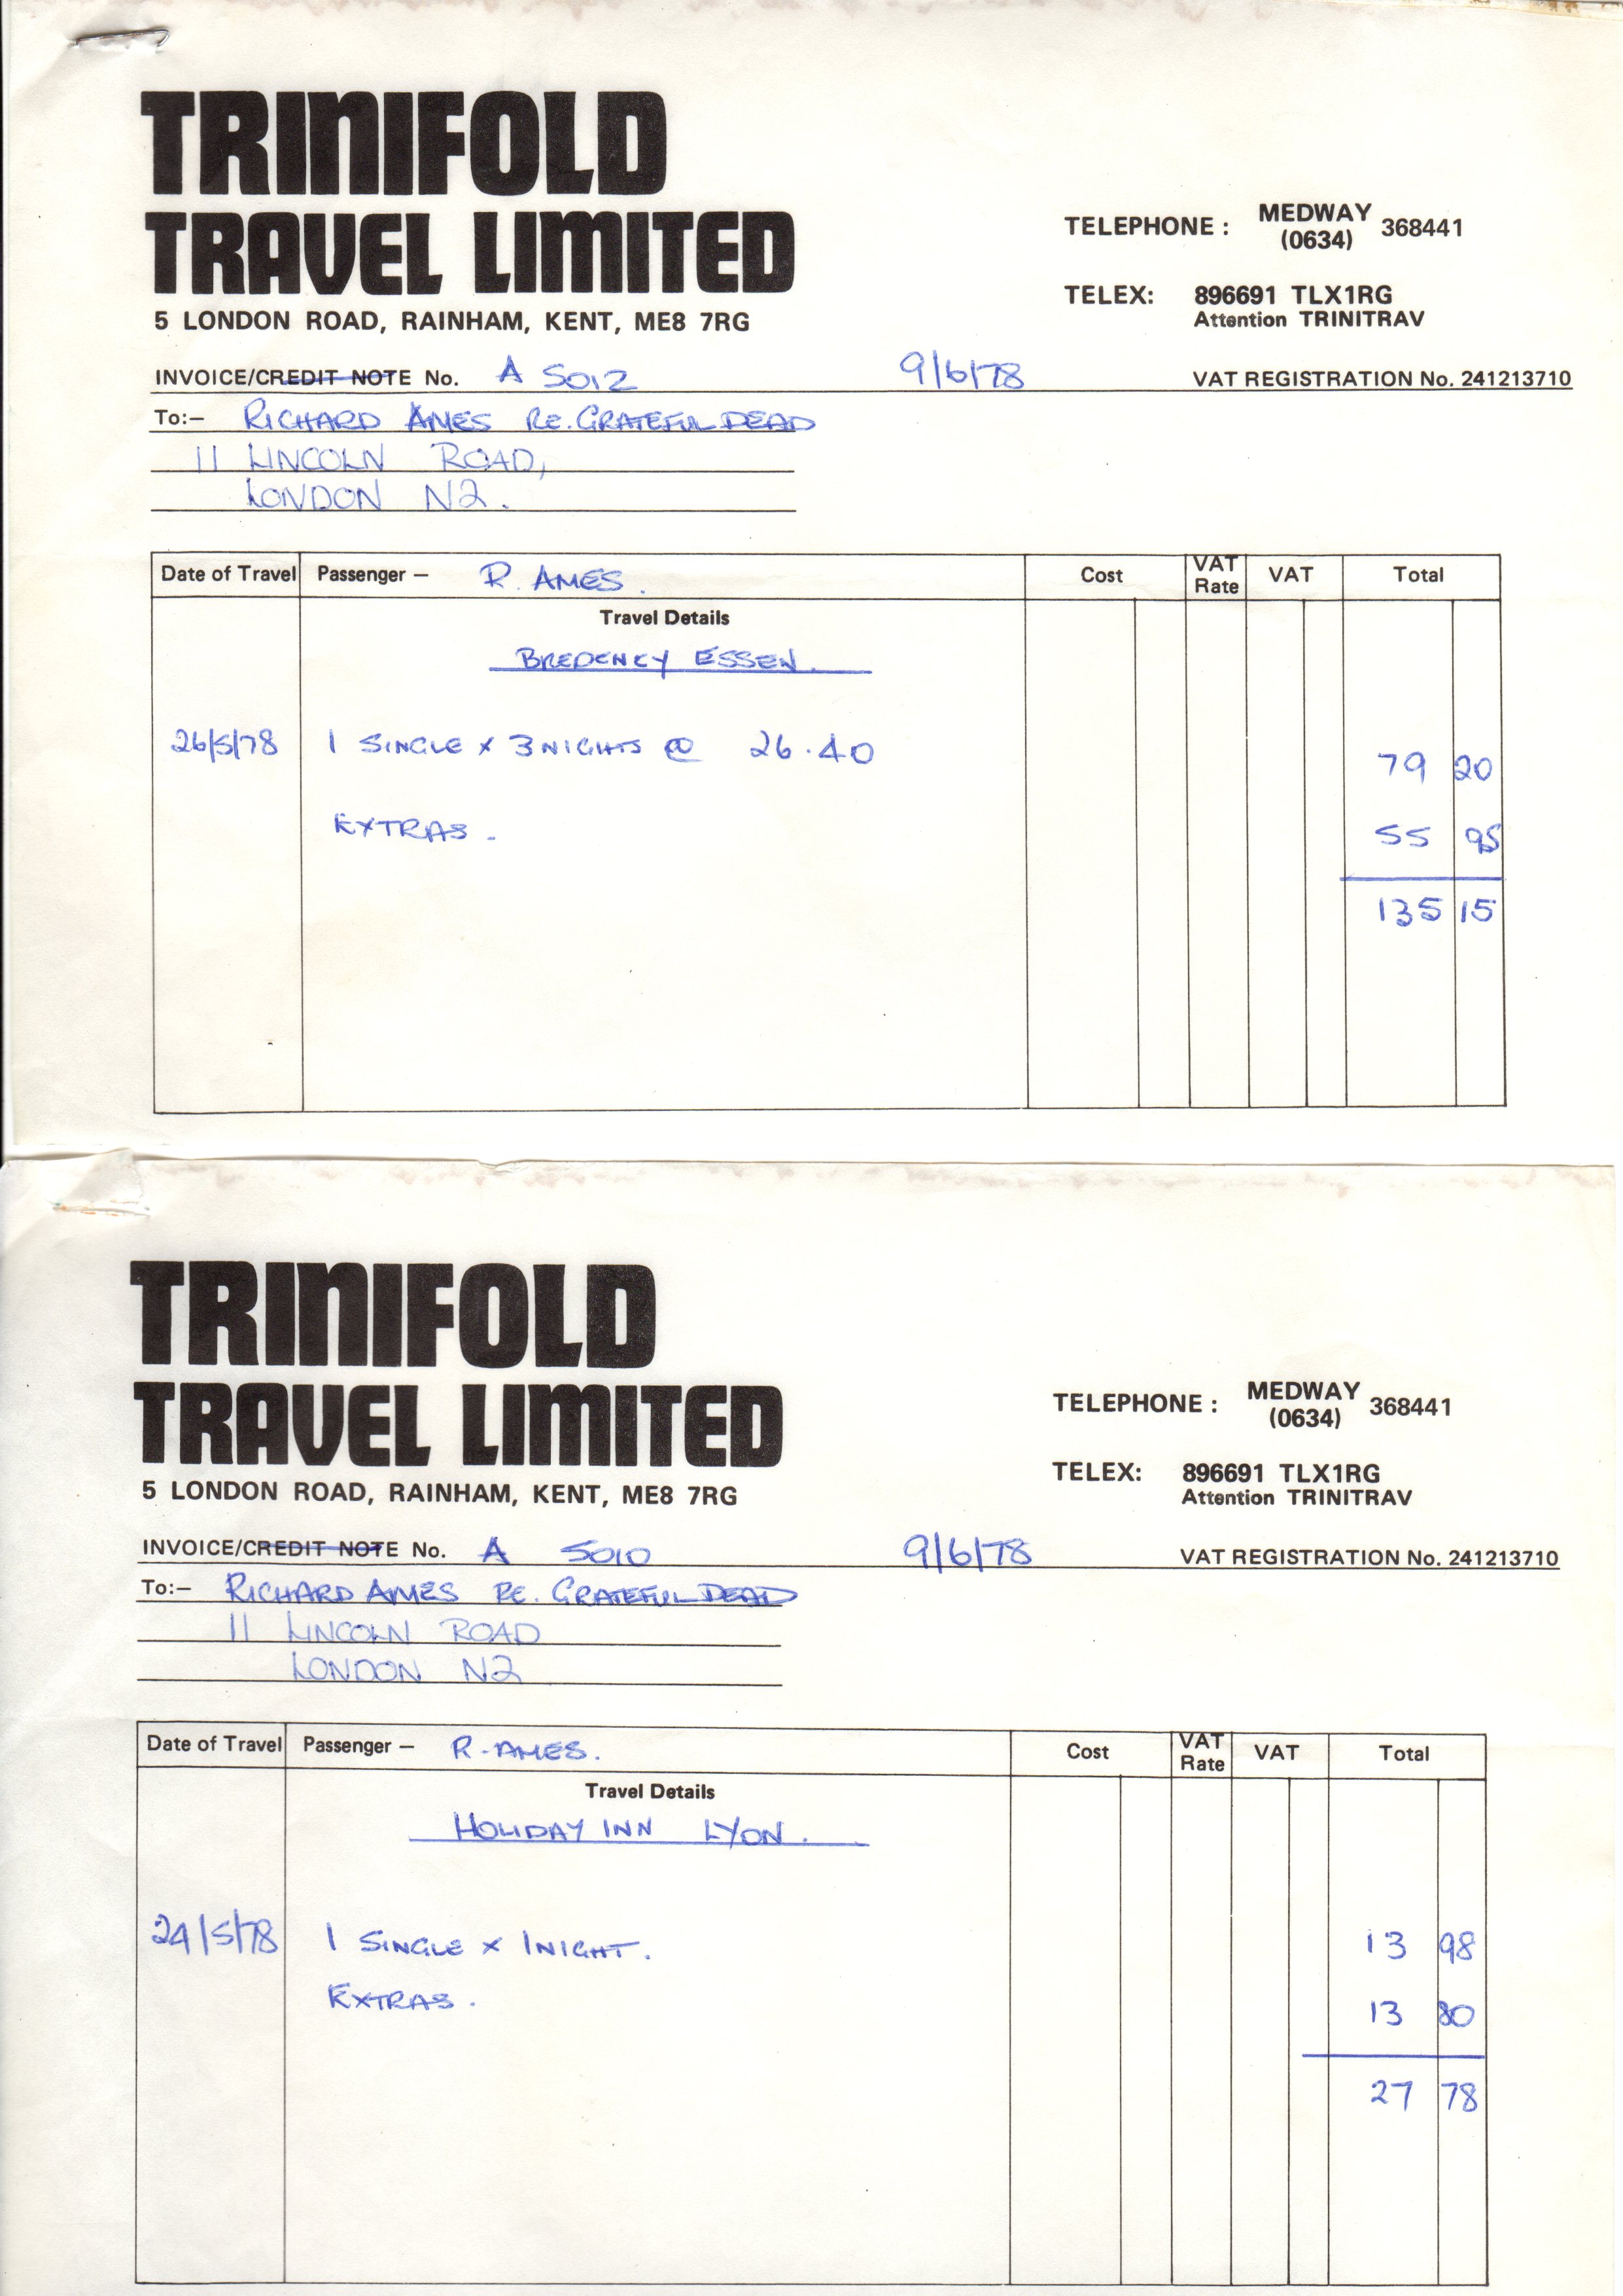 TRINIFOLD
TRAVEL LIMITED
5 LONDON ROAD, RAINHAM, KENT, ME8 7RG
TELEPHONE : MEDWAY (0634) 368441
TELEX: 896691 TLX1RG
Attention TRINITRAV
INVOICE/CREDIT NOTE No. A 5012 9/6/78 VAT REGISTRATION No. 241213710
To:– RICHARD AMES RE. GRATEFUL DEAD
11 LINCOLN ROAD,
LONDON N2.
Date of Travel Passenger – R. AMES. Cost VAT Rate VAT Total
Travel Details
BREDENCY ESSEN.
26/5/78 1 SINGLE x 3 NIGHTS @ 26.40 79 20
EXTRAS. 55 95
135 15
TRINIFOLD
TRAVEL LIMITED
5 LONDON ROAD, RAINHAM, KENT, ME8 7RG
TELEPHONE : MEDWAY (0634) 368441
TELEX: 896691 TLX1RG
Attention TRINITRAV
INVOICE/CREDIT NOTE No. A 5010 9/6/78 VAT REGISTRATION No. 241213710
To:– RICHARD AMES RE. GRATEFUL DEAD
11 LINCOLN ROAD
LONDON N2
Date of Travel Passenger – R. AMES. Cost VAT Rate VAT Total
Travel Details
HOLIDAY INN LYON.
24/5/78 1 SINGLE x 1 NIGHT. 13 98
EXTRAS. 13 80
27 78